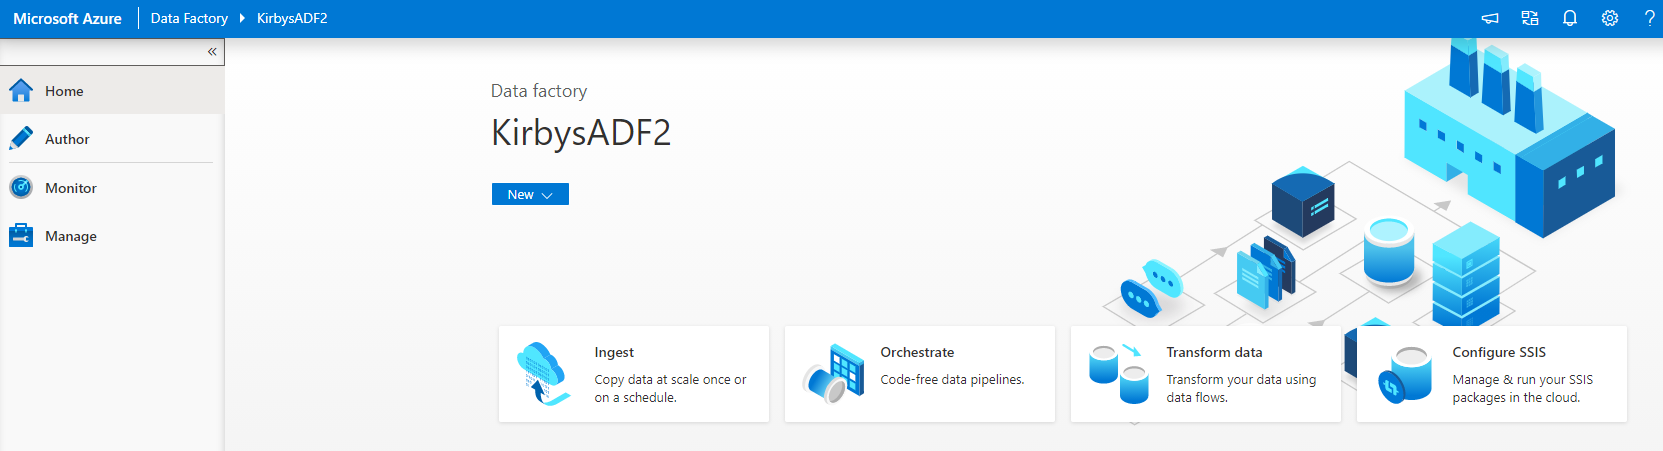 Microsoft Azure Data Factory KirbysADF2
Home
Author
Monitor
Manage
Data factory
KirbysADF2
New
Ingest
Copy data at scale once or
on a schedule.
Orchestrate
Code-free data pipelines.
Transform data
Transform your data using
data flows.
Configure SSIS
Manage & run your SSIS
packages in the cloud.